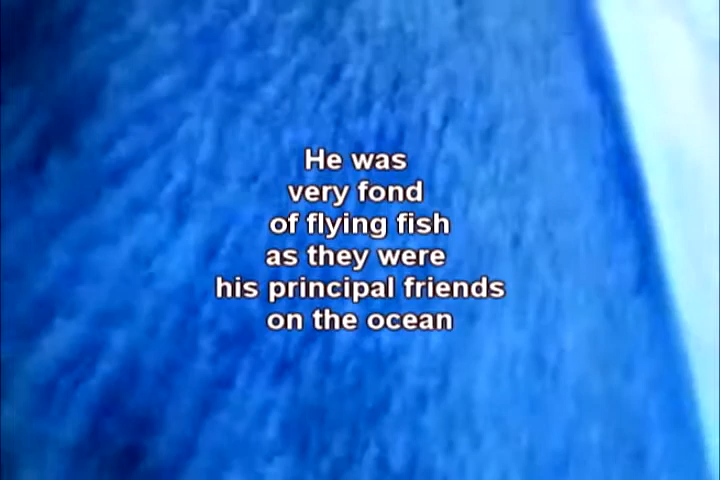 He was
very fond
of flying fish
as they were
his principal friends
on the ocean